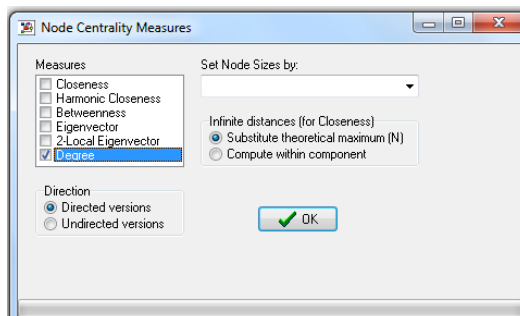 Node Centrality Measures
Measures
Closeness
Harmonic Closeness
Betweenness
Eigenvector
2-Local Eigenvector
Degree
Set Node Sizes by:
Infinite distances (for Closeness)
Substitute theoretical maximum (N)
Compute within component
Direction
Directed versions
Undirected versions
OK